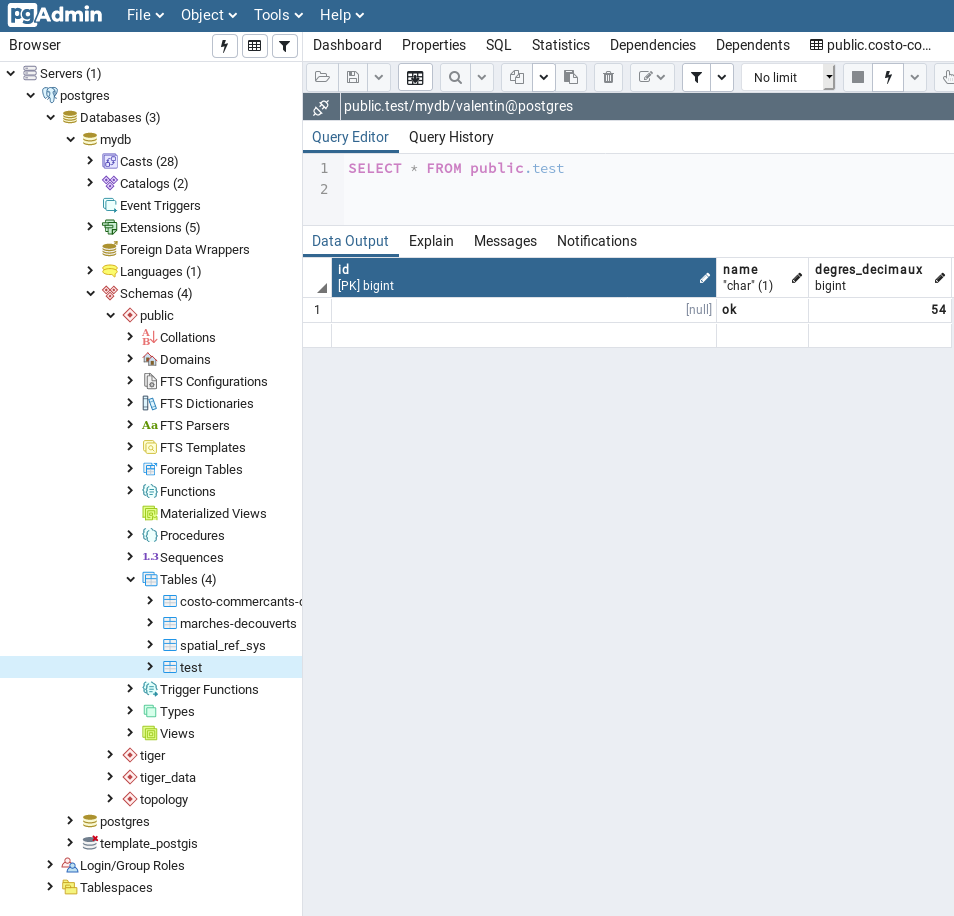 pgAdmin File Object Tools Help
Browser
Dashboard Properties SQL Statistics Dependencies Dependents public.costo-co...
No limit
public.test/mydb/valentin@postgres
Query Editor Query History
1 SELECT * FROM public.test
2
Data Output Explain Messages Notifications
id name degres_decimaux
[PK] bigint "char" (1) bigint
1 [null] ok 54
Servers (1)
postgres
Databases (3)
mydb
Casts (28)
Catalogs (2)
Event Triggers
Extensions (5)
Foreign Data Wrappers
Languages (1)
Schemas (4)
public
Collations
Domains
FTS Configurations
FTS Dictionaries
Aa FTS Parsers
FTS Templates
Foreign Tables
Functions
Materialized Views
Procedures
1.3 Sequences
Tables (4)
costo-commercants-c
marches-decouverts
spatial_ref_sys
test
Trigger Functions
Types
Views
tiger
tiger_data
topology
postgres
template_postgis
Login/Group Roles
Tablespaces